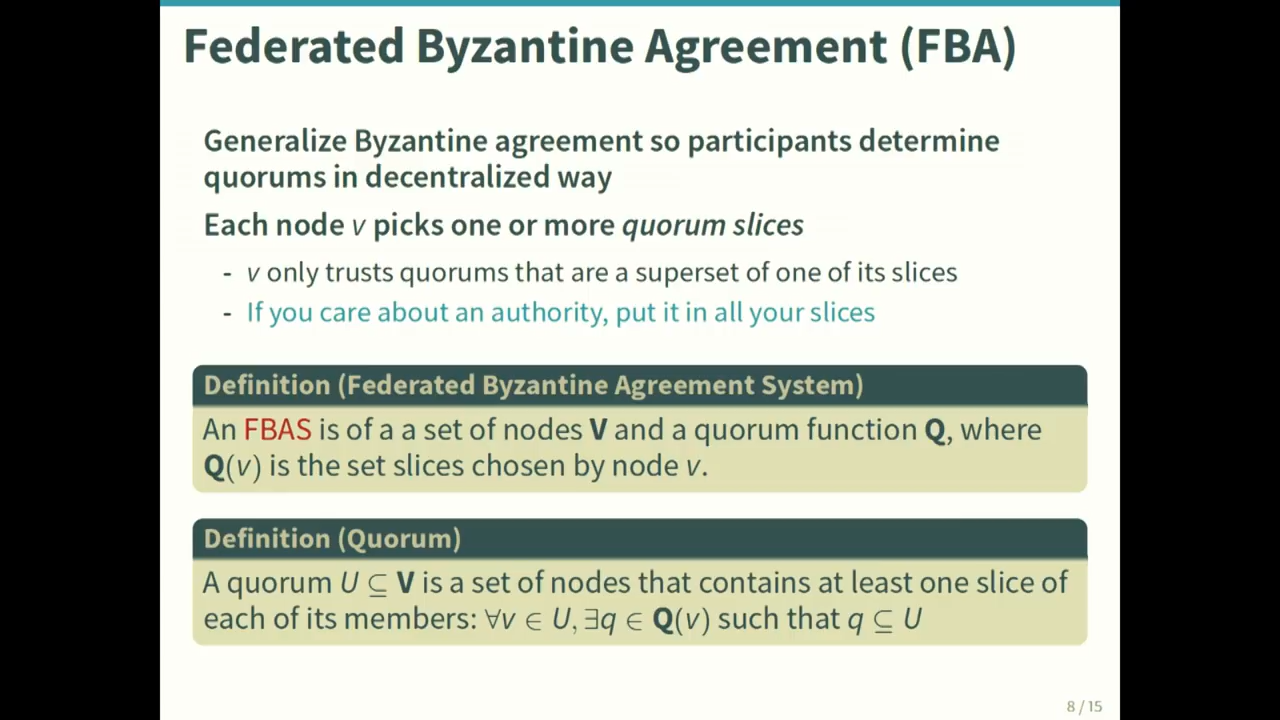 Federated Byzantine Agreement (FBA)
Generalize Byzantine agreement so participants determine
quorums in decentralized way
Each node v picks one or more quorum slices
- v only trusts quorums that are a superset of one of its slices
- If you care about an authority, put it in all your slices
Definition (Federated Byzantine Agreement System)
An FBAS is of a a set of nodes V and a quorum function Q, where
Q(v) is the set slices chosen by node v.
Definition (Quorum)
A quorum U ⊆ V is a set of nodes that contains at least one slice of
each of its members: ∀v ∈ U, ∃q ∈ Q(v) such that q ⊆ U
8 / 15